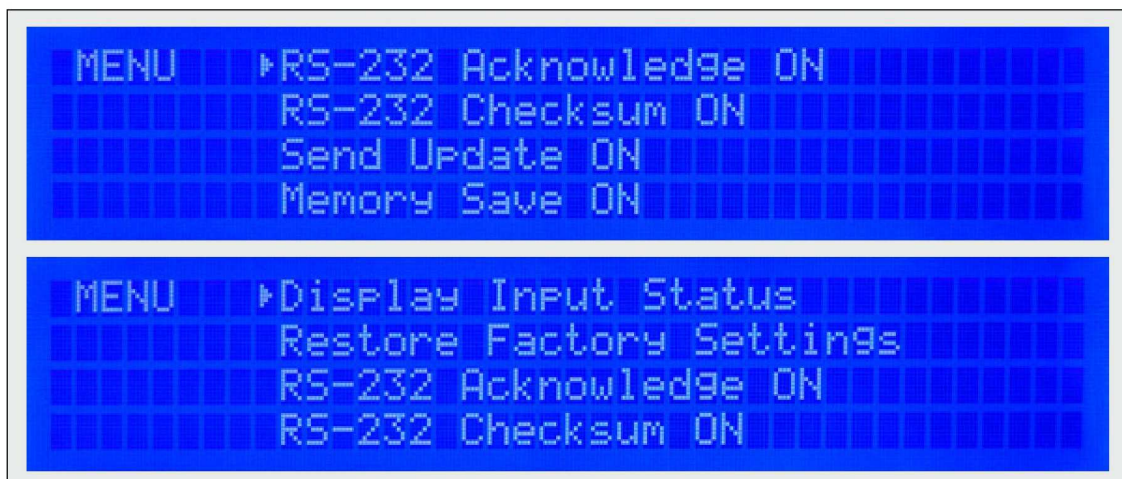 MENU ▸RS-232 Acknowledge ON
RS-232 Checksum ON
Send Update ON
Memory Save ON
MENU ▸Display Input Status
Restore Factory Settings
RS-232 Acknowledge ON
RS-232 Checksum ON